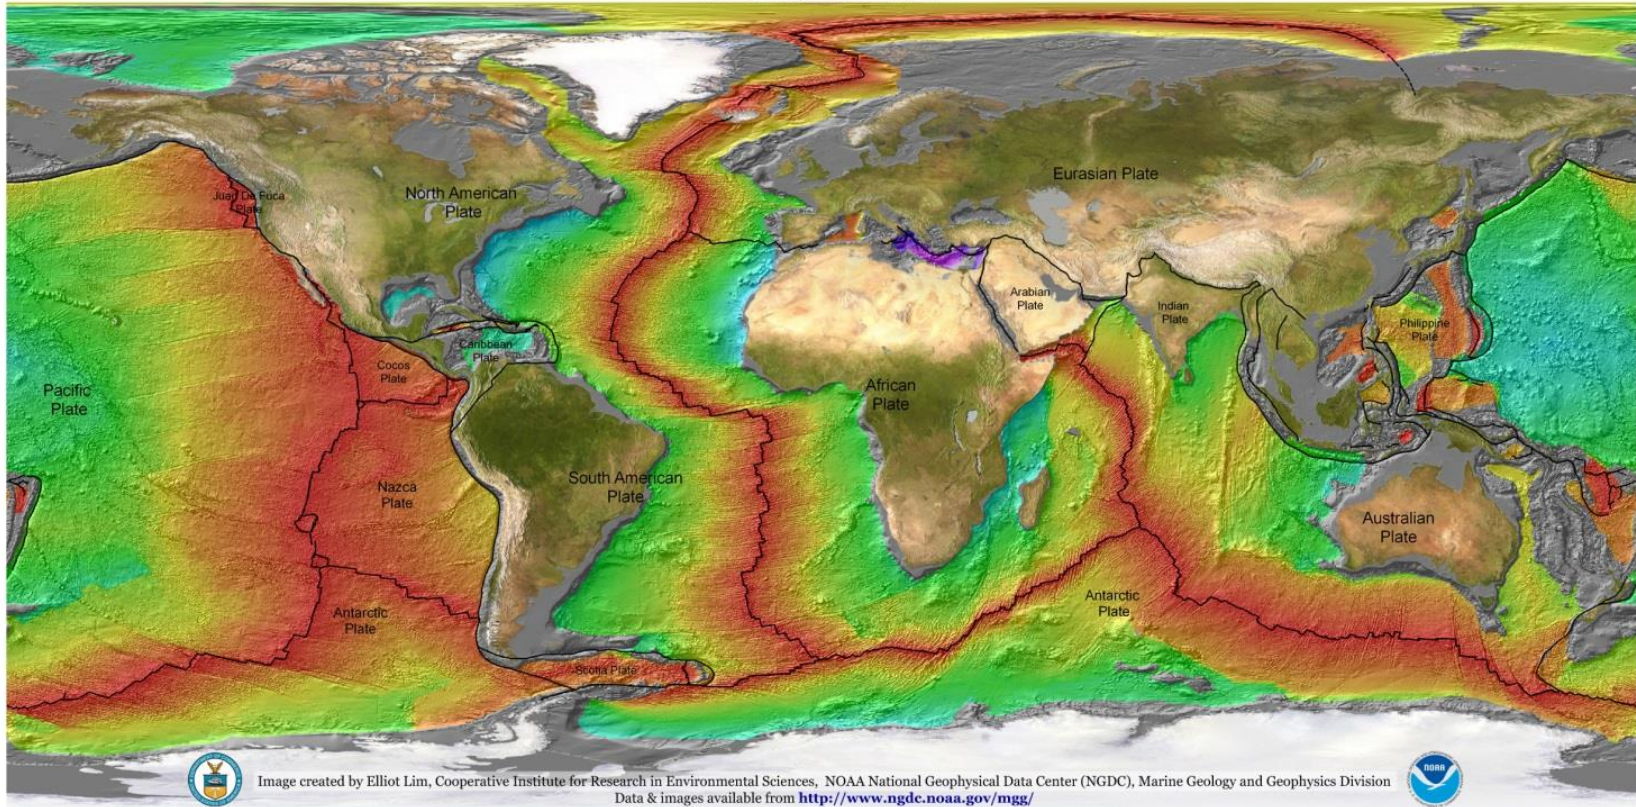 Eurasian Plate
North American
Plate
Juan De Fuca
Plate
Arabian
Plate
Indian
Plate
Philippine
Plate
Caribbean
Plate
Cocos
Plate
Pacific
Plate
African
Plate
South American
Plate
Nazca
Plate
Australian
Plate
Antarctic
Plate
Antarctic
Plate
Scotia Plate
NOAA
Image created by Elliot Lim, Cooperative Institute for Research in Environmental Sciences, NOAA National Geophysical Data Center (NGDC), Marine Geology and Geophysics Division
Data & images available from http://www.ngdc.noaa.gov/mgg/